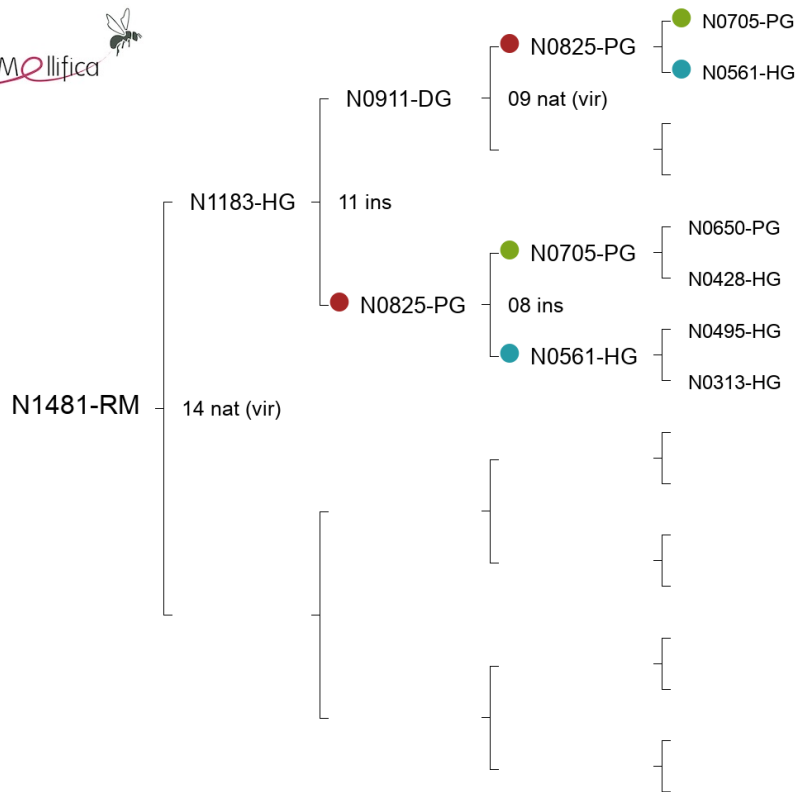 Mellifica
N0705-PG
N0825-PG
N0561-HG
N0911-DG
09 nat (vir)
N1183-HG
11 ins
N0650-PG
N0705-PG
N0428-HG
N0825-PG
08 ins
N0495-HG
N0561-HG
N0313-HG
N1481-RM
14 nat (vir)